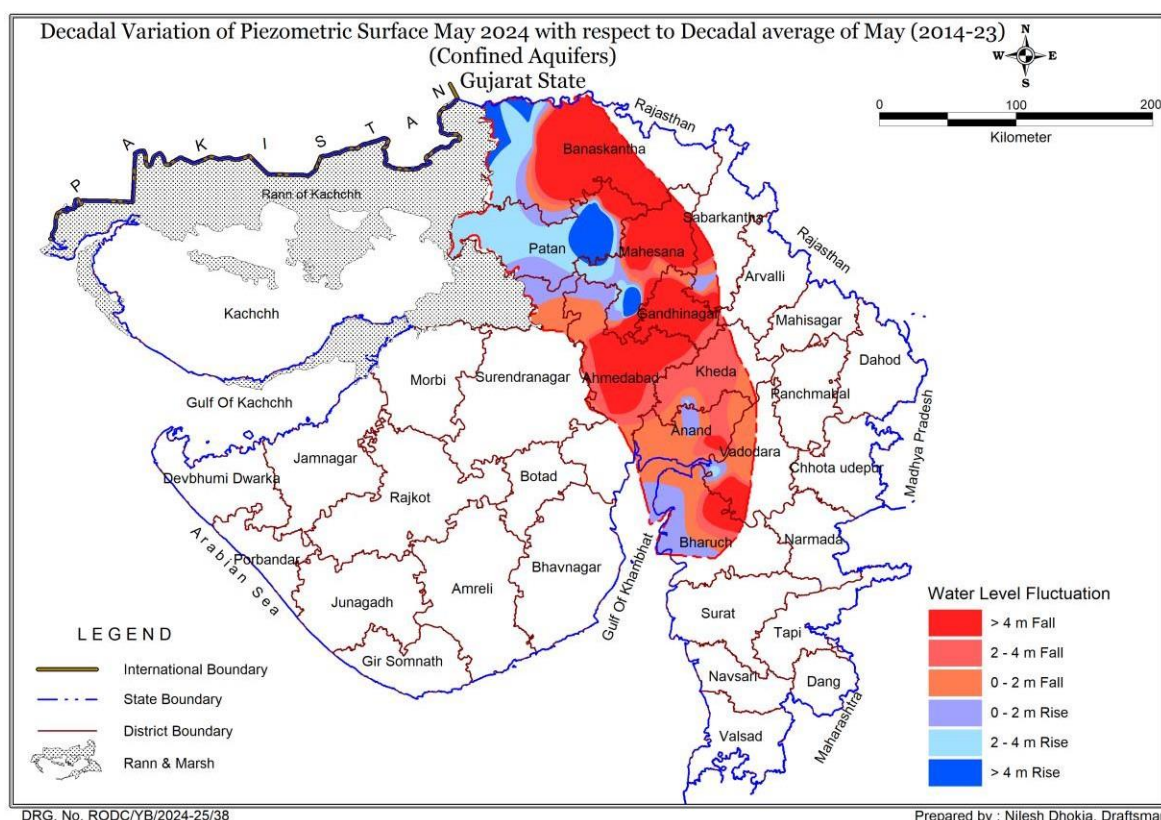 Decadal Variation of Piezometric Surface May 2024 with respect to Decadal average of May (2014-23)
(Confined Aquifers)
Gujarat State
N
W E
S
0 100 200
Kilometer
P A K I S T A N
Rajasthan
Banaskantha
Rann of Kachchh
Sabarkantha
Rajasthan
Patan
Mahesana
Arvalli
Kachchh
Gandhinagar
Mahisagar
Dahod
Morbi
Surendranagar
Ahmedabad
Kheda
Panchmahal
Gulf Of Kachchh
Anand
Vadodara
Madhya Pradesh
Jamnagar
Chhota udepur
Devbhumi Dwarka
Rajkot
Botad
Narmada
Bharuch
Arabian Sea
Porbandar
Bhavnagar
Gulf Of Khambhat
Amreli
Junagadh
Surat
Tapi
Gir Somnath
Navsari
Dang
Maharashtra
Valsad
LEGEND
International Boundary
State Boundary
District Boundary
Rann & Marsh
Water Level Fluctuation
> 4 m Fall
2 - 4 m Fall
0 - 2 m Fall
0 - 2 m Rise
2 - 4 m Rise
> 4 m Rise
DRG. No. RODC/YB/2024-25/38
Prepared by : Nilesh Dhokia, Draftsma